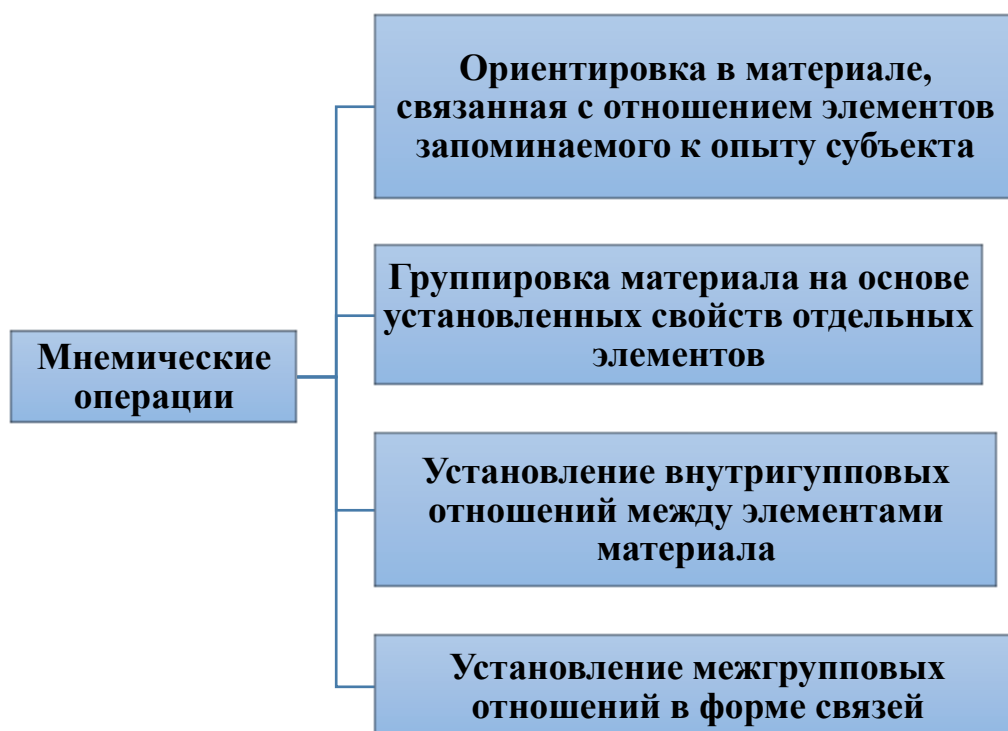 Ориентировка в материале,
связанная с отношением элементов
запоминаемого к опыту субъекта
Группировка материала на основе
установленных свойств отдельных
элементов
Мнемические
операции
Установление внутригупповых
отношений между элементами
материала
Установление межгрупповых
отношений в форме связей